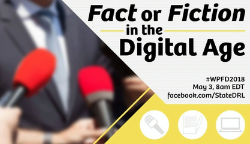 Fact or Fiction
in the
Digital Age
#WPFD2018
May 3, 8am EDT
facebook.com/StateDRL